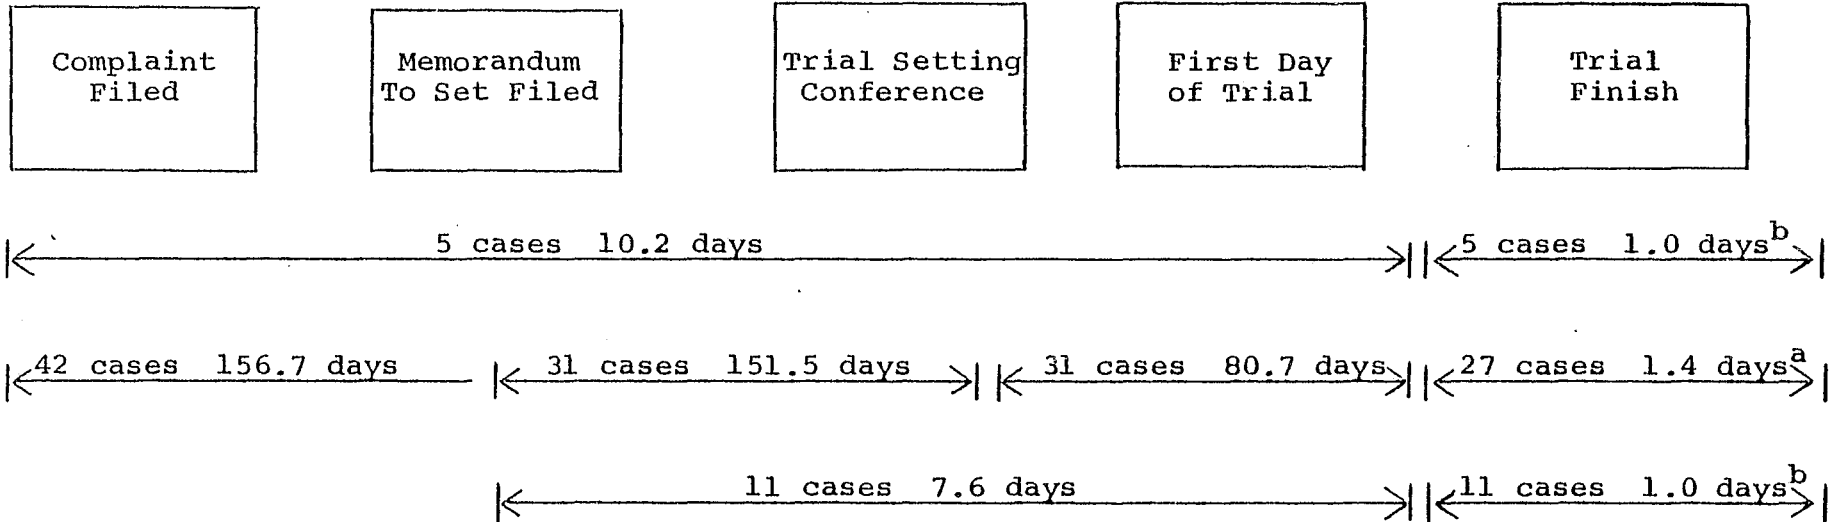 Complaint
Filed
Memorandum
To Set Filed
Trial Setting
Conference
First Day
of Trial
Trial
Finish
5 cases 10.2 days
5 cases 1.0 days b
42 cases 156.7 days
31 cases 151.5 days
31 cases 80.7 days
27 cases 1.4 days a
11 cases 7.6 days
11 cases 1.0 days b